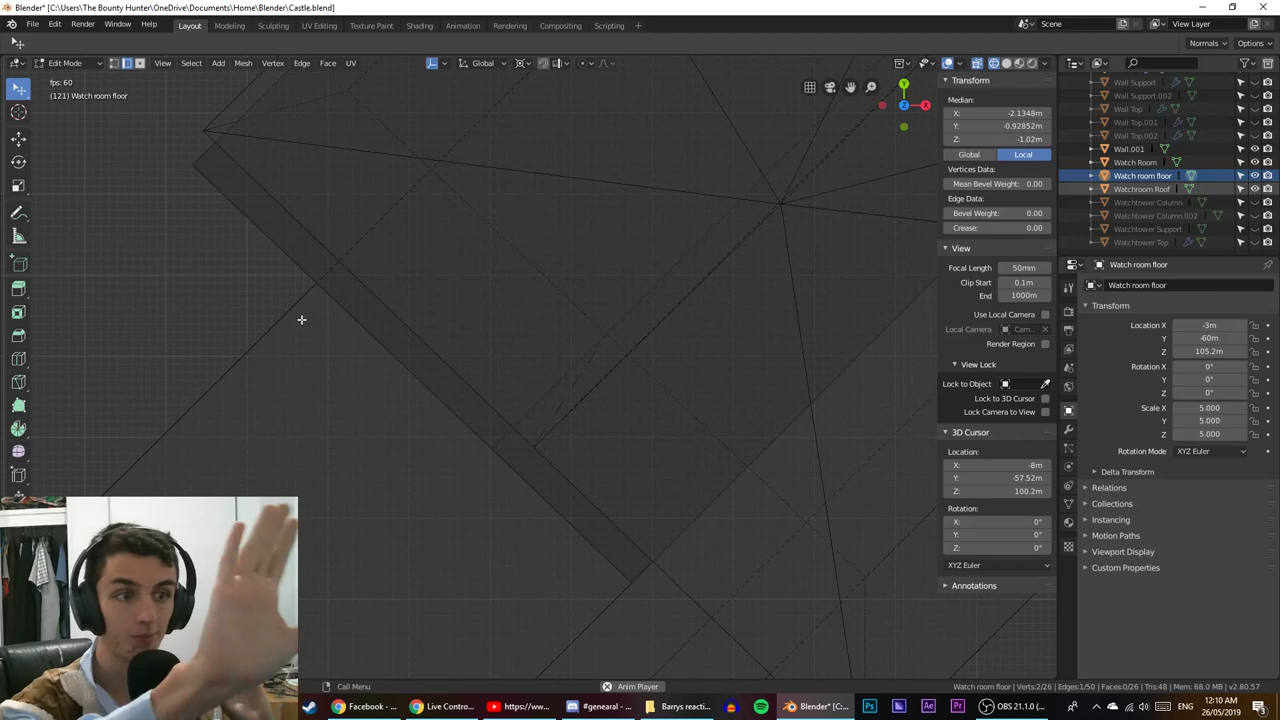 Blender* [C:\Users\The Bounty Hunter\OneDrive\Documents\Home\Blender\Castle.blend]
File Edit Render Window Help
Layout Modeling Sculpting UV Editing Texture Paint Shading Animation Rendering Compositing Scripting +
Scene
View Layer
Normals
Options
Edit Mode
View Select Add Mesh Vertex Edge Face UV
Global
fps: 60
(121) Watch room floor
Y
Z
X
Transform
Median:
X: -2.1348m
Y: -0.92852m
Z: -1.02m
Global Local
Vertices Data:
Mean Bevel Weight: 0.00
Edge Data:
Bevel Weight: 0.00
Crease: 0.00
View
Focal Length 50mm
Clip Start 0.1m
End 1000m
Use Local Camera
Local Camera Cam...
Render Region
View Lock
Lock to Object
Lock to 3D Cursor
Lock Camera to View
3D Cursor
Location:
X: -8m
Y: -57.52m
Z: 100.2m
Rotation:
X: 0°
Y: 0°
Z: 0°
XYZ Euler
Annotations
Wall Support
Wall Support.002
Wall Top
Wall Top.001
Wall Top.002
Wall.001
Watch Room
Watch room floor
Watchroom Roof
Watchtower Column
Watchtower Column.002
Watchtower Support
Watchtower Top
Watch room floor
Watch room floor
Transform
Location X -3m
Y -60m
Z 105.2m
Rotation X 0°
Y 0°
Z 0°
Scale X 5.000
Y 5.000
Z 5.000
Rotation Mode XYZ Euler
Delta Transform
Relations
Collections
Instancing
Motion Paths
Viewport Display
Custom Properties
Call Menu
Anim Player
Watch room floor | Verts:2/26 | Edges:1/50 | Faces:0/26 | Tris:48 | Mem: 68.0 MB | v2.80.57
Facebook - ...
Live Control...
https://ww...
#genearal - ...
Barrys reacti...
Blender* [C:...
Ps
Ae
Pr
OBS 21.1.0 (...
12:10 AM
26/05/2019